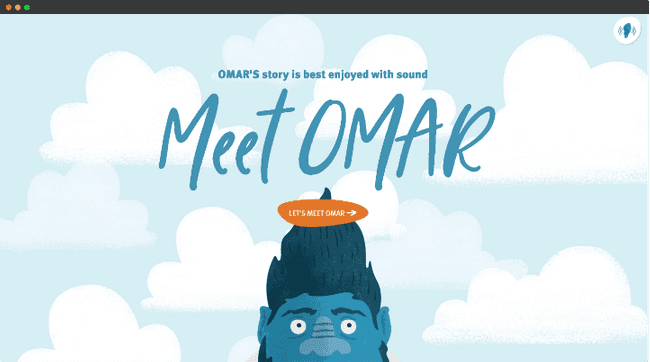 OMAR'S story is best enjoyed with sound
Meet OMAR
LET'S MEET OMAR →